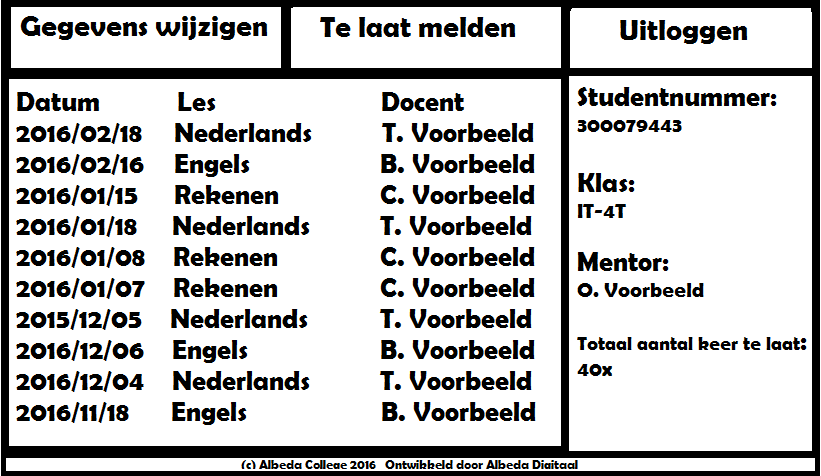 Gegevens wijzigen Te laat melden Uitloggen
Datum Les Docent
2016/02/18 Nederlands T. Voorbeeld
2016/02/16 Engels B. Voorbeeld
2016/01/15 Rekenen C. Voorbeeld
2016/01/18 Nederlands T. Voorbeeld
2016/01/08 Rekenen C. Voorbeeld
2016/01/07 Rekenen C. Voorbeeld
2015/12/05 Nederlands T. Voorbeeld
2016/12/06 Engels B. Voorbeeld
2016/12/04 Nederlands T. Voorbeeld
2016/11/18 Engels B. Voorbeeld
Studentnummer:
300079443
Klas:
IT-4T
Mentor:
O. Voorbeeld
Totaal aantal keer te laat:
40x
(c) Albeda College 2016 Ontwikkeld door Albeda Digitaal